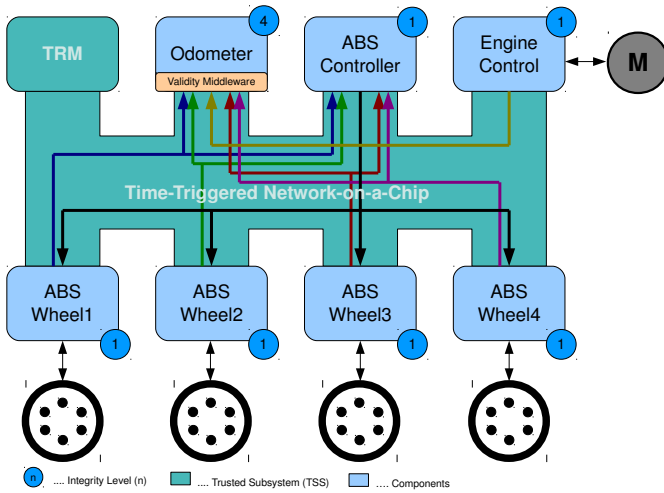 4
1
1
TRM
Odometer
Validity Middleware
ABS
Controller
Engine
Control
M
Time-Triggered Network-on-a-Chip
ABS
Wheel1
ABS
Wheel2
ABS
Wheel3
ABS
Wheel4
1
1
1
1
n .... Integrity Level (n)
.... Trusted Subsystem (TSS)
.... Components